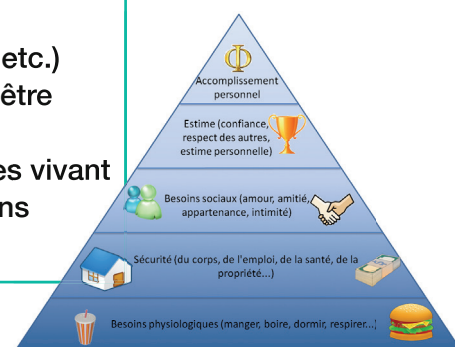 etc.)
être
es vivant
ns
Φ
Accomplissement
personnel
Estime (confiance,
respect des autres,
estime personnelle)
Besoins sociaux (amour, amitié,
appartenance, intimité)
Sécurité (du corps, de l'emploi, de la santé, de la
propriété...)
Besoins physiologiques (manger, boire, dormir, respirer...)